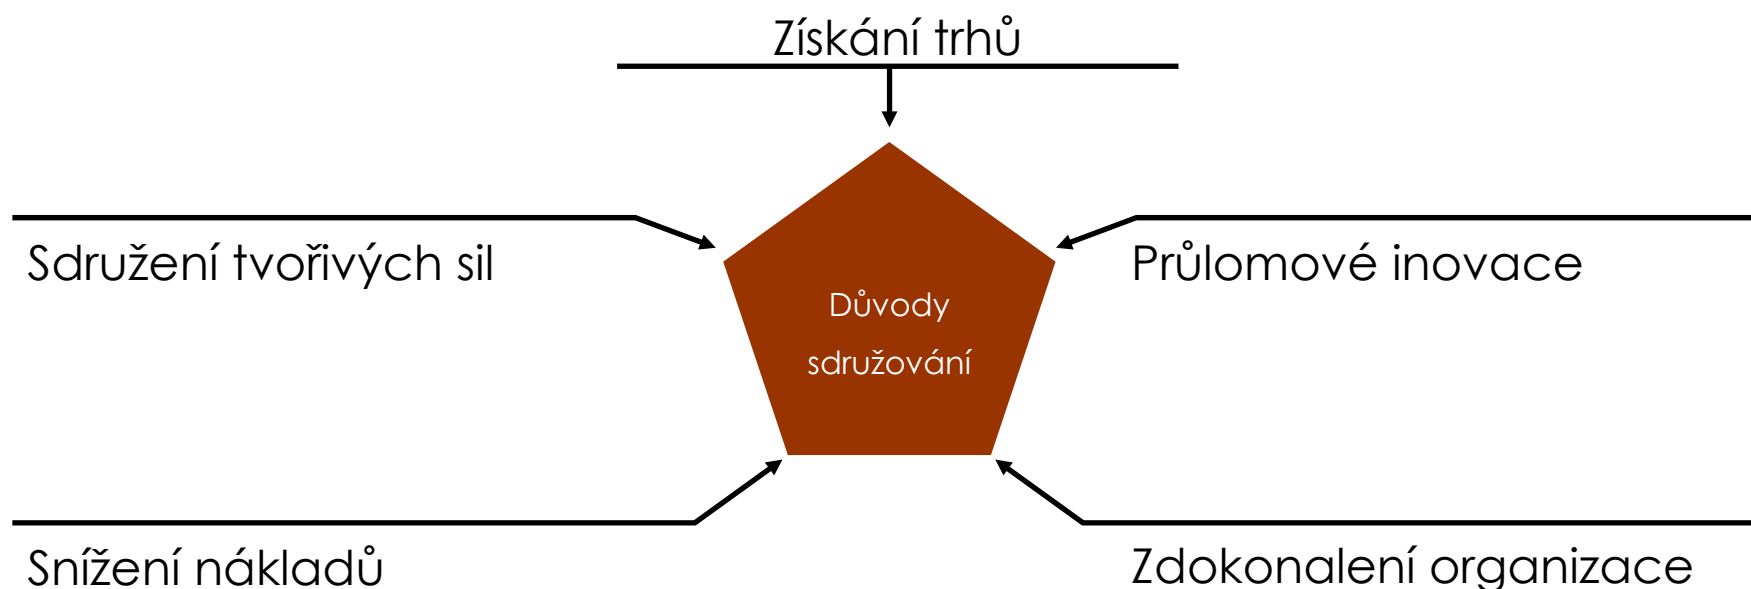 Získání trhů
Sdružení tvořivých sil
Průlomové inovace
Důvody
sdružování
Snížení nákladů
Zdokonalení organizace